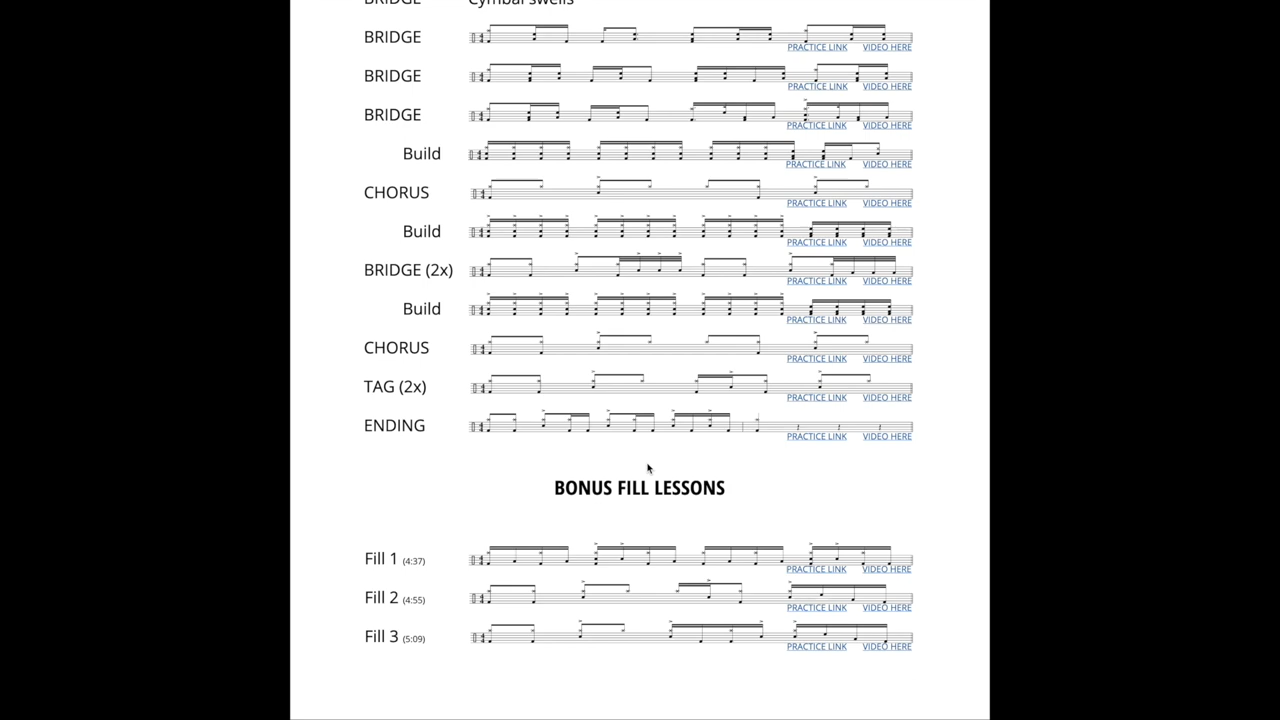 BRIDGE Cymbal swells
BRIDGE
PRACTICE LINK VIDEO HERE
BRIDGE
PRACTICE LINK VIDEO HERE
BRIDGE
PRACTICE LINK VIDEO HERE
Build
PRACTICE LINK VIDEO HERE
CHORUS
PRACTICE LINK VIDEO HERE
Build
PRACTICE LINK VIDEO HERE
BRIDGE (2x)
PRACTICE LINK VIDEO HERE
Build
PRACTICE LINK VIDEO HERE
CHORUS
PRACTICE LINK VIDEO HERE
TAG (2x)
PRACTICE LINK VIDEO HERE
ENDING
PRACTICE LINK VIDEO HERE
BONUS FILL LESSONS
Fill 1 (4:37)
PRACTICE LINK VIDEO HERE
Fill 2 (4:55)
PRACTICE LINK VIDEO HERE
Fill 3 (5:09)
PRACTICE LINK VIDEO HERE